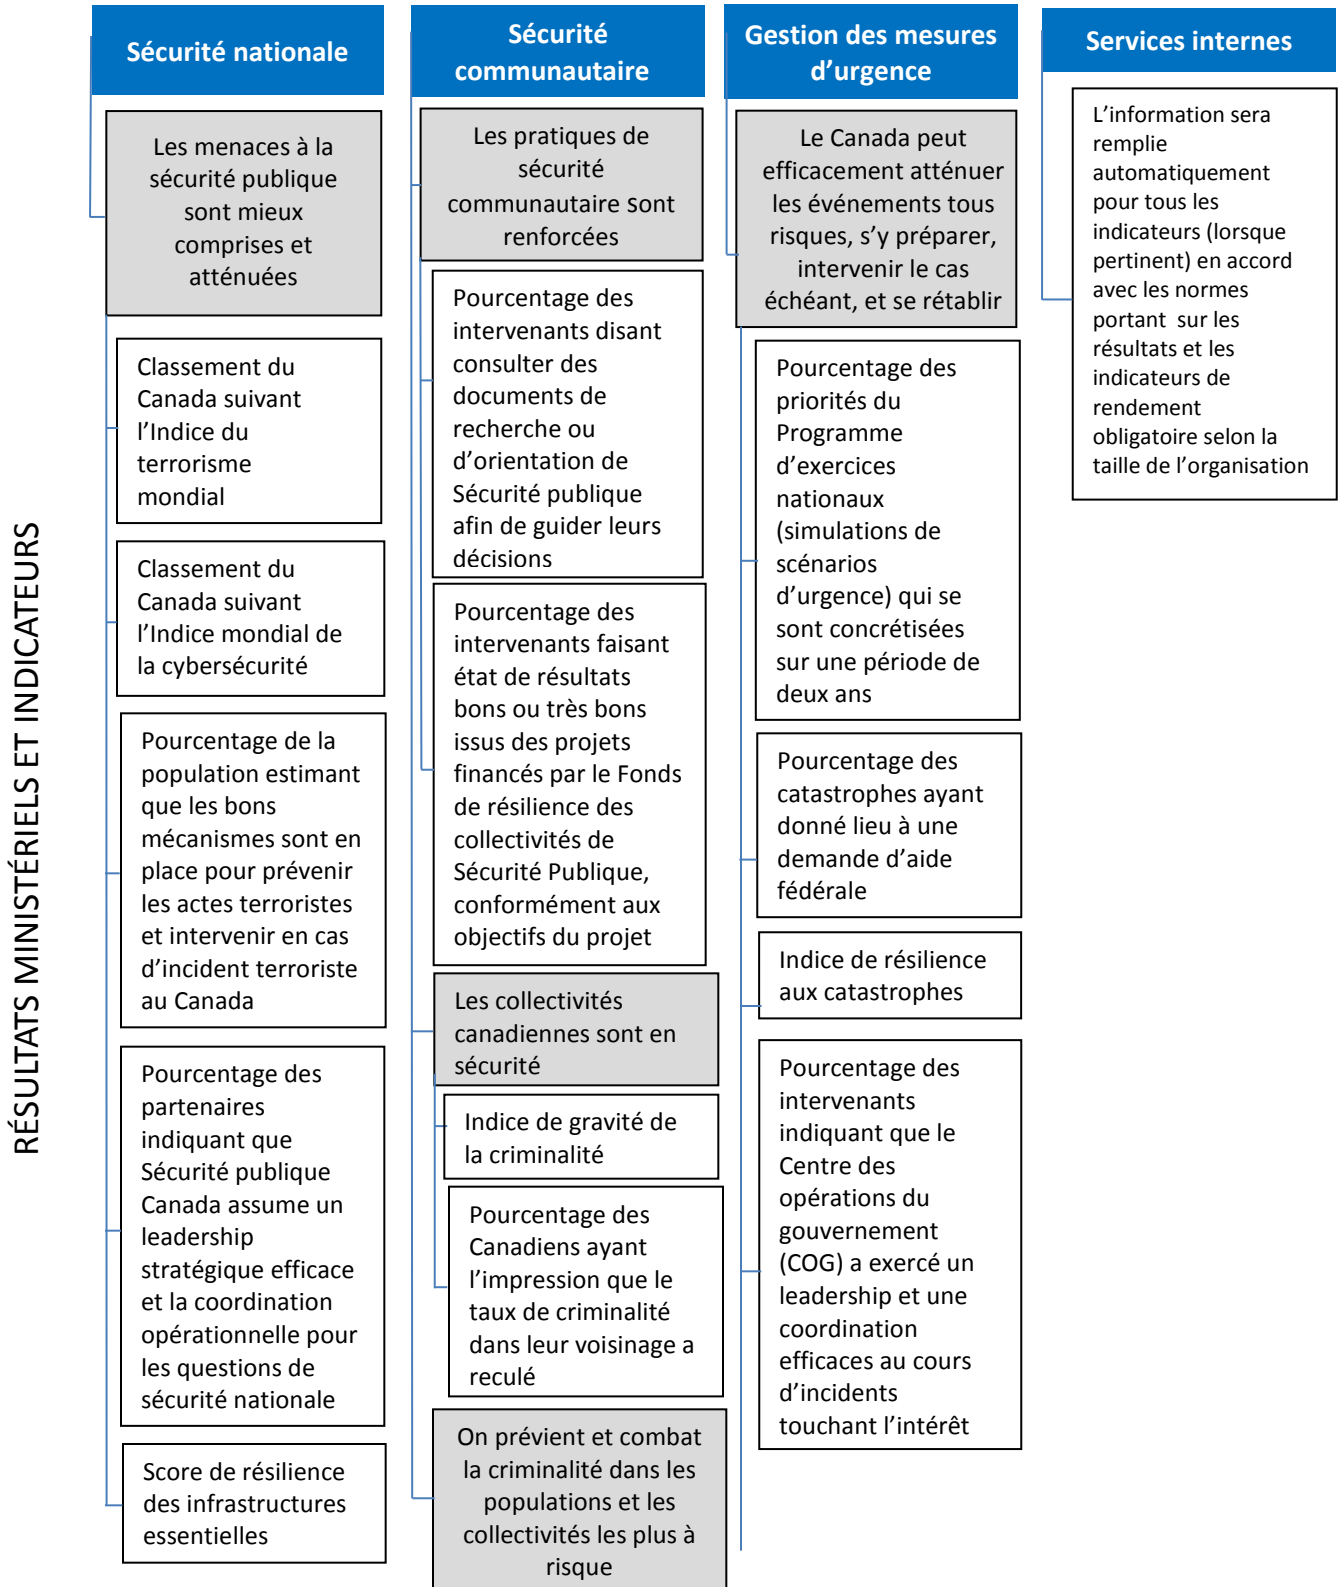 RÉSULTATS MINISTÉRIELS ET INDICATEURS
Sécurité nationale
Les menaces à la
sécurité publique
sont mieux
comprises et
atténuées
Classement du
Canada suivant
l’Indice du
terrorisme
mondial
Classement du
Canada suivant
l’Indice mondial de
la cybersécurité
Pourcentage de la
population estimant
que les bons
mécanismes sont en
place pour prévenir
les actes terroristes
et intervenir en cas
d’incident terroriste
au Canada
Pourcentage des
partenaires
indiquant que
Sécurité publique
Canada assume un
leadership
stratégique efficace
et la coordination
opérationnelle pour
les questions de
sécurité nationale
Score de résilience
des infrastructures
essentielles
Sécurité
communautaire
Les pratiques de
sécurité
communautaire sont
renforcées
Pourcentage des
intervenants disant
consulter des
documents de
recherche ou
d’orientation de
Sécurité publique
afin de guider leurs
décisions
Pourcentage des
intervenants faisant
état de résultats
bons ou très bons
issus des projets
financés par le Fonds
de résilience des
collectivités de
Sécurité Publique,
conformément aux
objectifs du projet
Les collectivités
canadiennes sont en
sécurité
Indice de gravité de
la criminalité
Pourcentage des
Canadiens ayant
l’impression que le
taux de criminalité
dans leur voisinage a
reculé
On prévient et combat
la criminalité dans les
populations et les
collectivités les plus à
risque
Gestion des mesures
d’urgence
Le Canada peut
efficacement atténuer
les événements tous
risques, s’y préparer,
intervenir le cas
échéant, et se rétablir
Pourcentage des
priorités du
Programme
d’exercices
nationaux
(simulations de
scénarios
d’urgence) qui se
sont concrétisées
sur une période de
deux ans
Pourcentage des
catastrophes ayant
donné lieu à une
demande d’aide
fédérale
Indice de résilience
aux catastrophes
Pourcentage des
intervenants
indiquant que le
Centre des
opérations du
gouvernement
(COG) a exercé un
leadership et une
coordination
efficaces au cours
d’incidents
touchant l’intérêt
Services internes
L’information sera
remplie
automatiquement
pour tous les
indicateurs (lorsque
pertinent) en accord
avec les normes
portant sur les
résultats et les
indicateurs de
rendement
obligatoire selon la
taille de l’organisation